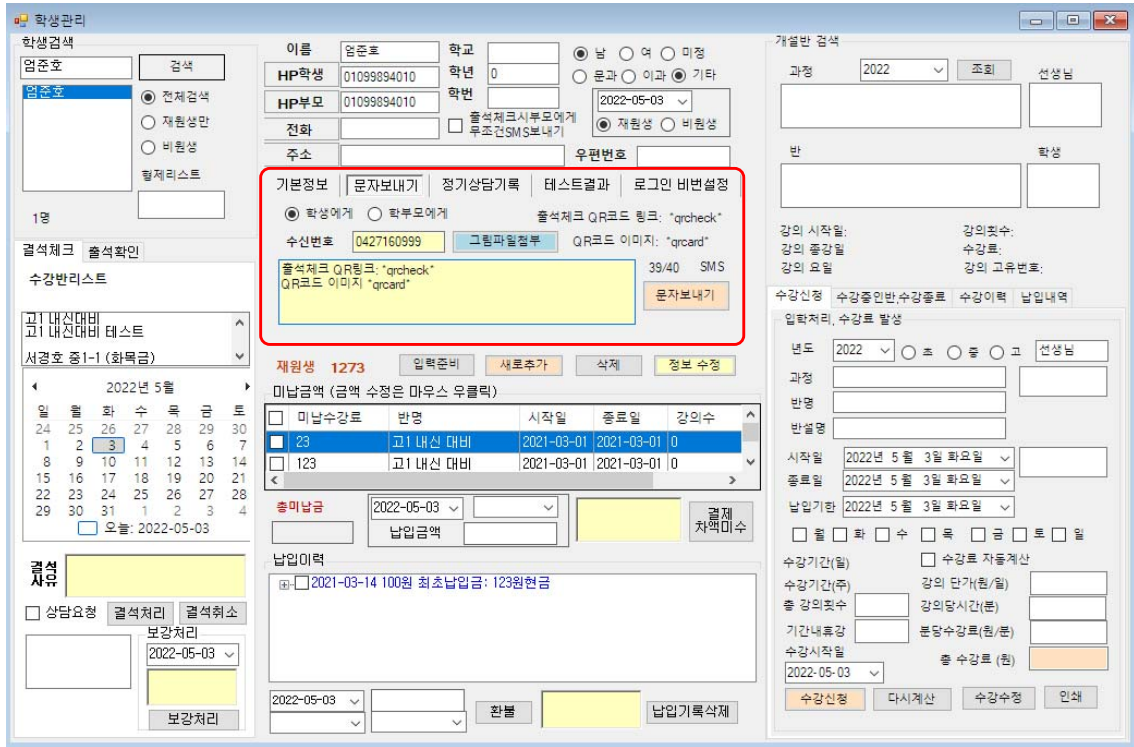 학생관리
학생검색
엄준호
검색
엄준호
전체검색
재원생만
비원생
형제리스트
1명
이름 엄준호 학교
남 여 미정
HP학생 01099894010 학년 0
문과 이과 기타
HP부모 01099894010 학번
2022-05-03
전화
출석체크시부모에게
무조건SMS보내기
재원생 비원생
주소 우편번호
기본정보 문자보내기 정기상담기록 테스트결과 로그인 비번설정
학생에게 학부모에게 출석체크 QR코드 링크: "qrcheck"
수신번호 0427160999 그림파일첨부 QR코드 이미지: "qrcard"
출석체크 QR링크: "qrcheck"
QR코드 이미지 "qrcard"
39/40 SMS
문자보내기
재원생 1273 입력준비 새로추가 삭제 정보 수정
미납금액 (금액 수정은 마우스 우클릭)
미납수강료 반명 시작일 종료일 강의수
23 고1 내신 대비 2021-03-01 2021-03-01 0
123 고1 내신 대비 2021-03-01 2021-03-01 0
총미납금 2022-05-03
납입금액
결제
차액미수
납입이력
2021-03-14 100원 최초납입금: 123원현금
2022-05-03
환불
납입기록삭제
결석체크 출석확인
수강반리스트
고1 내신대비
고1 내신대비 테스트
서경호 중1-1 (화목금)
2022년 5월
일 월 화 수 목 금 토
24 25 26 27 28 29 30
1 2 3 4 5 6 7
8 9 10 11 12 13 14
15 16 17 18 19 20 21
22 23 24 25 26 27 28
29 30 31 1 2 3 4
오늘: 2022-05-03
결석
사유
상담요청 결석처리 결석취소
보강처리
2022-05-03
보강처리
개설반 검색
과정 2022 조회 선생님
반 학생
강의 시작일: 강의횟수:
강의 종강일 수강료:
강의 요일 강의 고유번호:
수강신청 수강중인반,수강종료 수강이력 납입내역
입학처리, 수강료 발생
년도 2022 초 중 고 선생님
과정
반명
반설명
시작일 2022년 5월 3일 화요일
종료일 2022년 5월 3일 화요일
납입기한 2022년 5월 3일 화요일
월 화 수 목 금 토 일
수강기간(일) 수강료 자동계산
수강기간(주) 강의 단가(원/일)
총 강의횟수 강의당시간(분)
기간내휴강 분당수강료(원/분)
수강시작일
2022-05-03
총 수강료 (원)
수강신청 다시계산 수강수정 인쇄